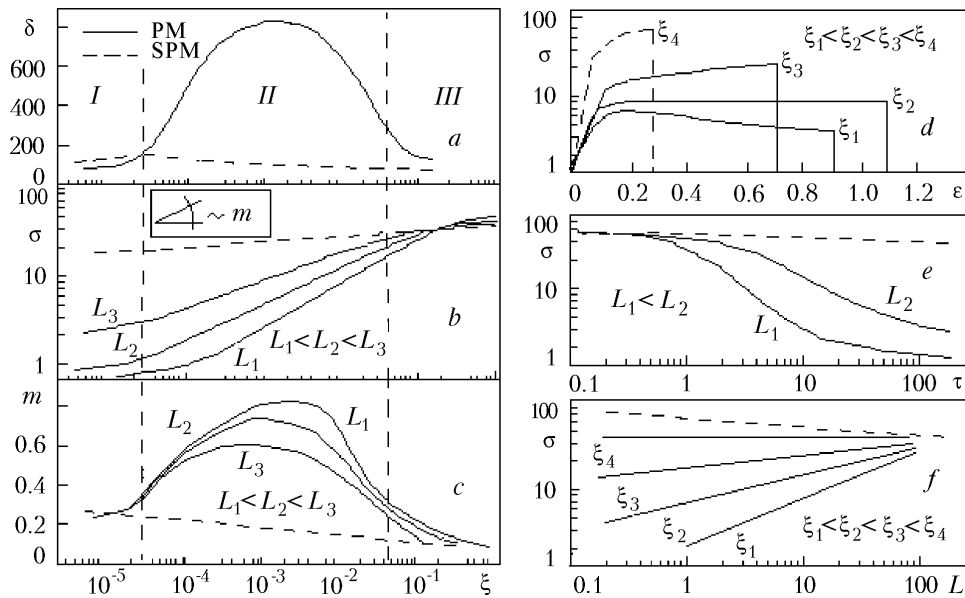 δ
PM
SPM
600
400
200
0
I
II
III
a
100
σ
10
1
~ m
L₃
L₂
L₁
L₁<L₂<L₃
b
m
0.6
0.4
0.2
0
L₂
L₁
L₃
L₁<L₂<L₃
c
10⁻⁵
10⁻⁴
10⁻³
10⁻²
10⁻¹
ξ
100
σ
10
1
ξ₄
ξ₁<ξ₂<ξ₃<ξ₄
ξ₃
ξ₂
ξ₁
d
0
0.2
0.4
0.6
0.8
1.0
1.2
ε
100
σ
10
1
L₁<L₂
L₂
L₁
e
0.1
1
10
100
τ
100
σ
10
1
ξ₄
ξ₃
ξ₂
ξ₁
f
ξ₁<ξ₂<ξ₃<ξ₄
0.1
1
10
100
L